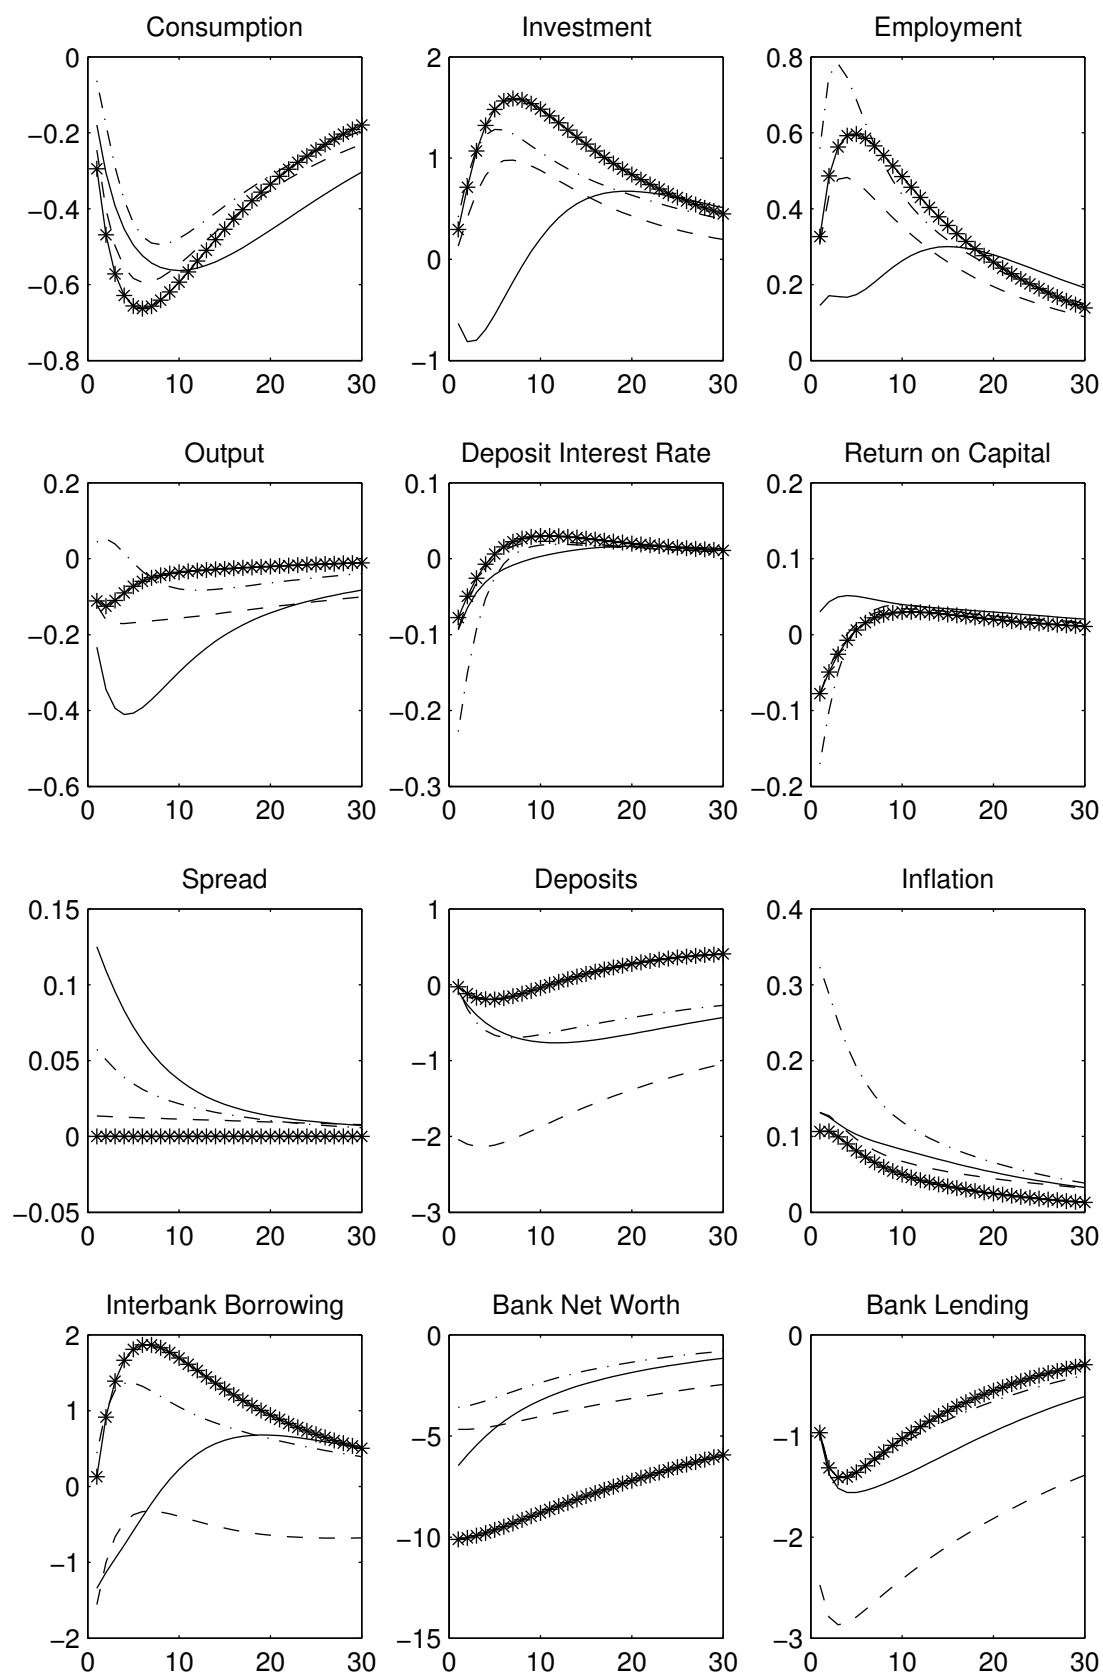 Consumption
Investment
Employment
0
−0.2
−0.4
−0.6
−0.8
0 10 20 30
2
1
0
−1
0 10 20 30
0.8
0.6
0.4
0.2
0
0 10 20 30
Output
Deposit Interest Rate
Return on Capital
0.2
0
−0.2
−0.4
−0.6
0 10 20 30
0.1
0
−0.1
−0.2
−0.3
0 10 20 30
0.2
0.1
0
−0.1
−0.2
0 10 20 30
Spread
Deposits
Inflation
0.15
0.1
0.05
0
−0.05
0 10 20 30
1
0
−1
−2
−3
0 10 20 30
0.4
0.3
0.2
0.1
0
0 10 20 30
Interbank Borrowing
Bank Net Worth
Bank Lending
2
1
0
−1
−2
0 10 20 30
0
−5
−10
−15
0 10 20 30
0
−1
−2
−3
0 10 20 30